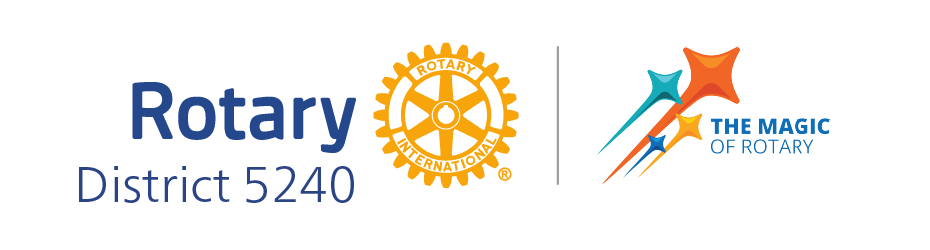 Rotary
District 5240
ROTARY
INTERNATIONAL
®
THE MAGIC
OF ROTARY